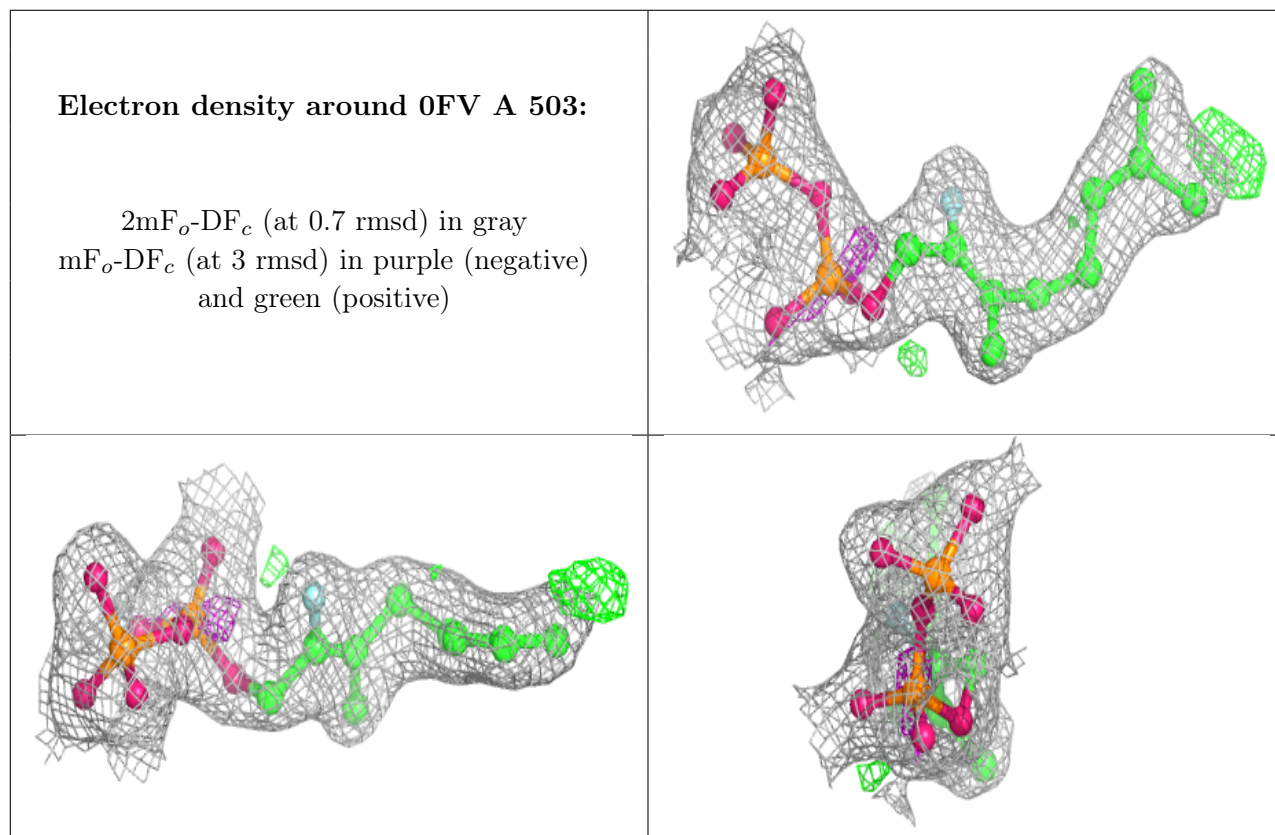 Electron density around 0FV A 503:
2mFₒ-DF𝒸 (at 0.7 rmsd) in gray
mFₒ-DF𝒸 (at 3 rmsd) in purple (negative)
and green (positive)